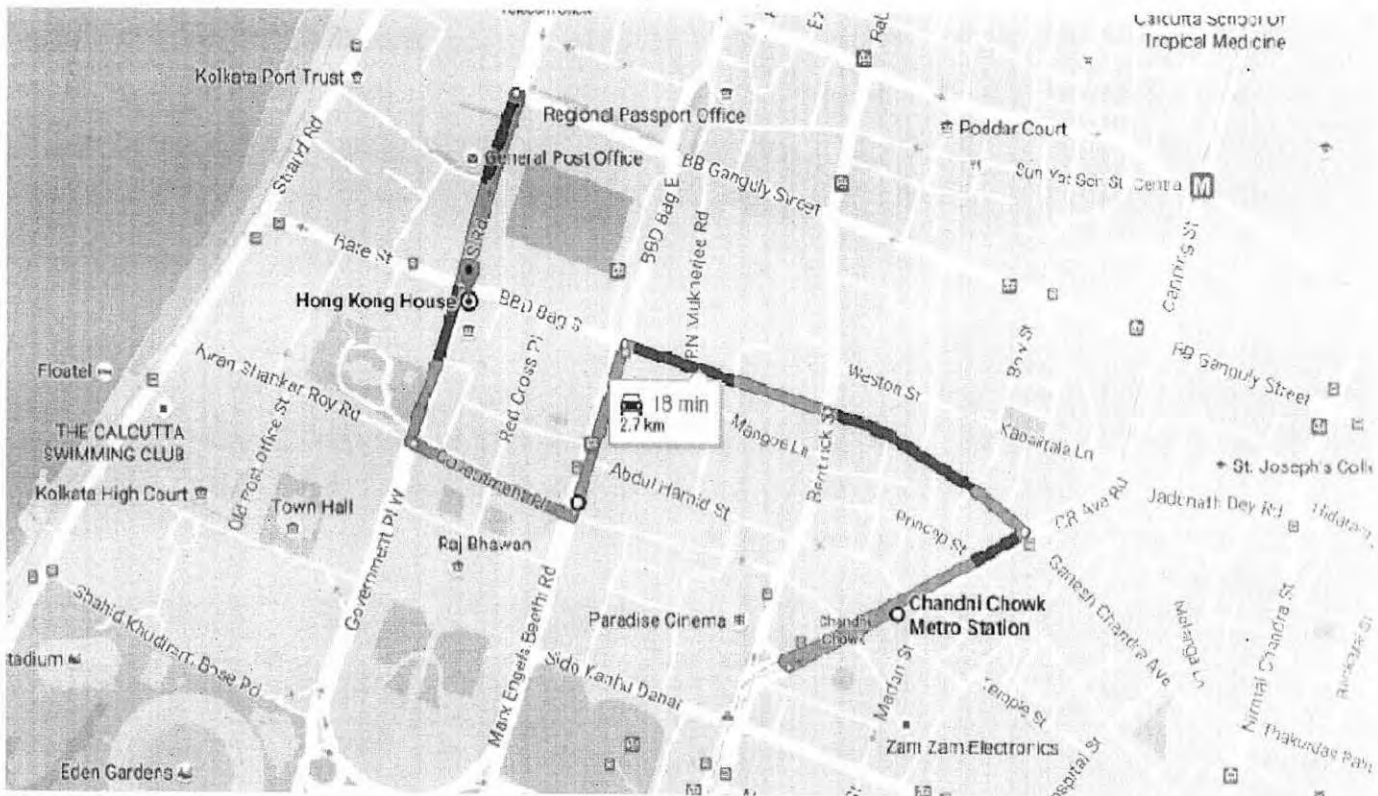 Calcutta School Of
Tropical Medicine
Kolkata Port Trust
Regional Passport Office
Poddar Court
General Post Office
Strand Rd
BB Ganguly Street
BBD Bag E
RN Mukherjee Rd
Sun Yat Sen St
Central
M
Hare St
Hong Kong House
BBD Bag S
Red Cross Pl
Weston St
BB Ganguly Street
Floatel
Kiran Shankar Roy Rd
18 min
2.7 km
Mangoe Ln
Bentinck St
THE CALCUTTA
SWIMMING CLUB
Old Post Office St
Abdul Hamid St
CR Ave Rd
Kolkata High Court
Town Hall
Government Pl W
Raj Bhawan
Princep St
St. Joseph's Coll
Jadunath Dey Rd
Shahid Khudiram Bose Rd
Marx Engels Beethi Rd
Paradise Cinema
Chandni
Chowk
Chandni Chowk
Metro Station
Ganesh Chandra Ave
Malanga Ln
Nirmal Chandra St
tadium
Sido Kanhu Dahar
Madan St
Temple St
Zam Zam Electronics
ospital St
Eden Gardens